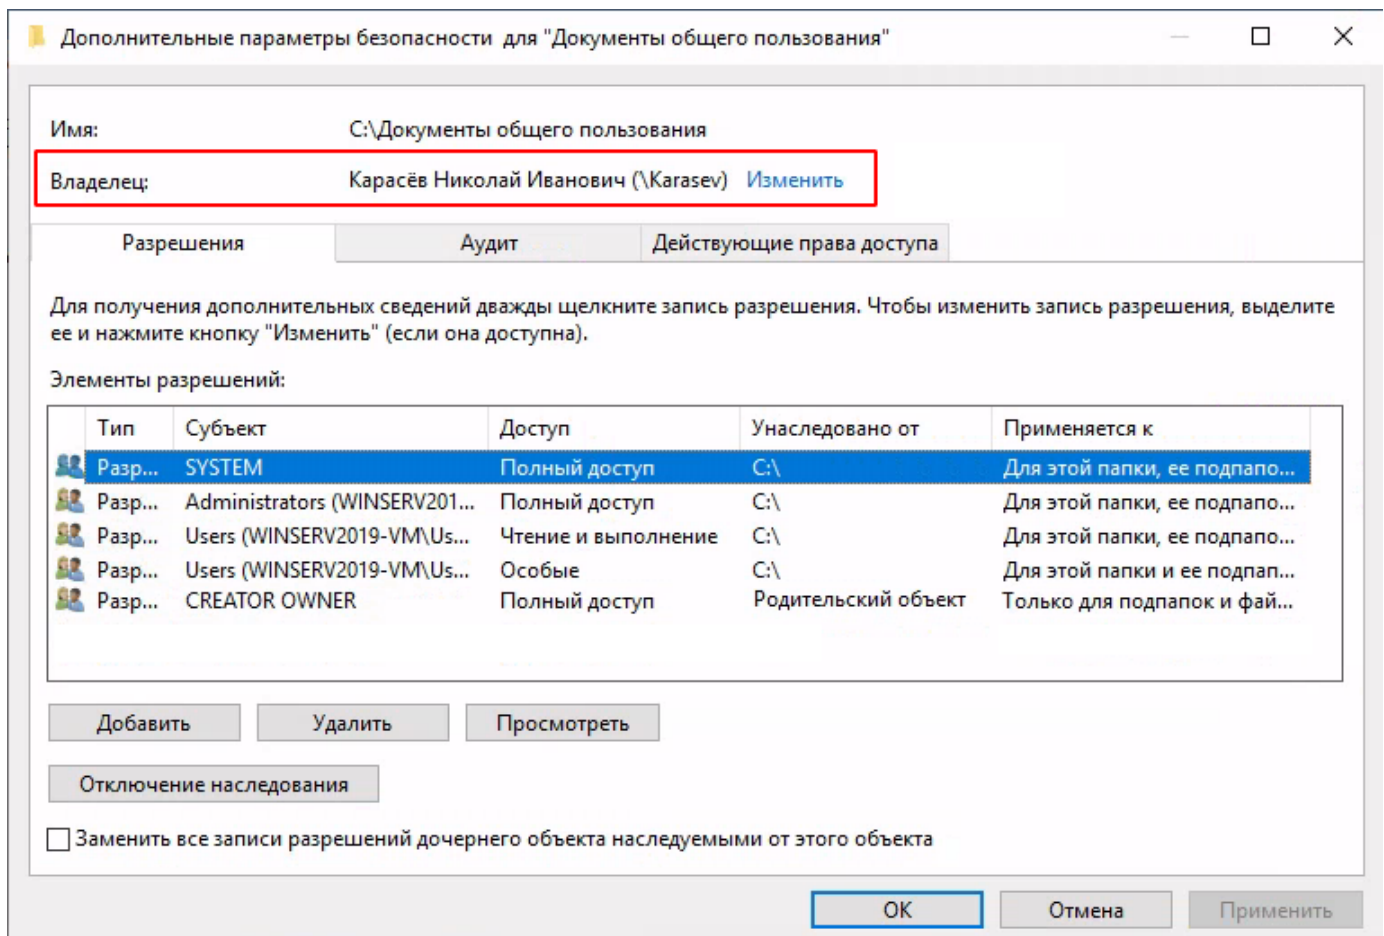 Дополнительные параметры безопасности для "Документы общего пользования"
Имя: C:\Документы общего пользования
Владелец: Карасёв Николай Иванович (\Karasev) Изменить
Разрешения Аудит Действующие права доступа
Для получения дополнительных сведений дважды щелкните запись разрешения. Чтобы изменить запись разрешения, выделите
ее и нажмите кнопку "Изменить" (если она доступна).
Элементы разрешений:
Тип Субъект Доступ Унаследовано от Применяется к
Разр... SYSTEM Полный доступ C:\ Для этой папки, ее подпапо...
Разр... Administrators (WINSERV201... Полный доступ C:\ Для этой папки, ее подпапо...
Разр... Users (WINSERV2019-VM\Us... Чтение и выполнение C:\ Для этой папки, ее подпапо...
Разр... Users (WINSERV2019-VM\Us... Особые C:\ Для этой папки и ее подпап...
Разр... CREATOR OWNER Полный доступ Родительский объект Только для подпапок и фай...
Добавить Удалить Просмотреть
Отключение наследования
Заменить все записи разрешений дочернего объекта наследуемыми от этого объекта
ОК Отмена Применить